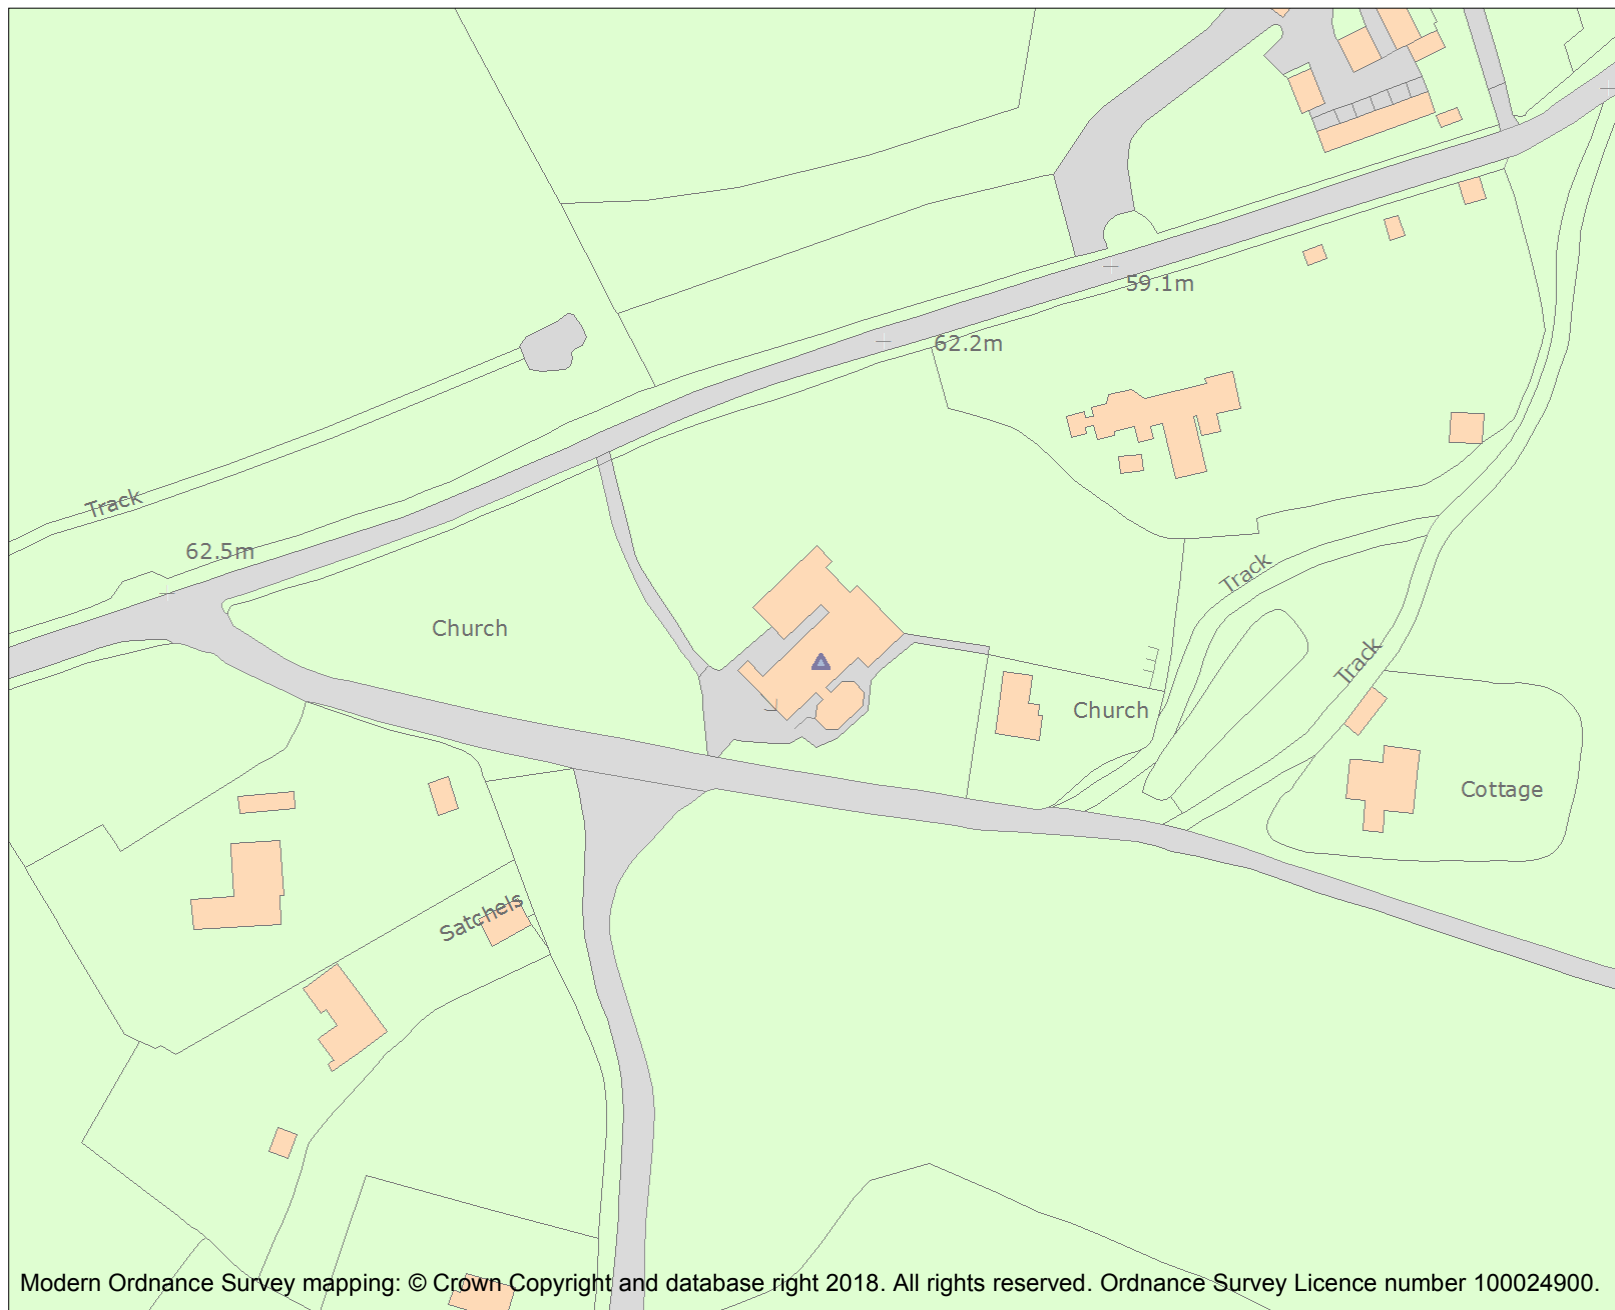 59.1m
62.2m
Track
62.5m
Track
Church
Track
Church
Cottage
Satchels
Modern Ordnance Survey mapping: © Crown Copyright and database right 2018. All rights reserved. Ordnance Survey Licence number 100024900.